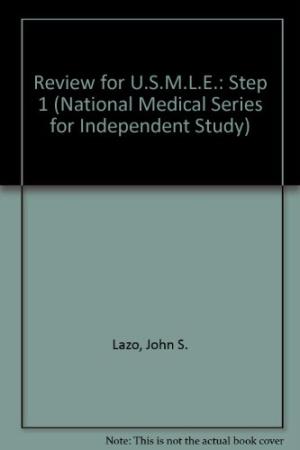 Review for U.S.M.L.E.: Step
1 (National Medical Series
for Independent Study)
Lazo, John S.
Note: This is not the actual book cover